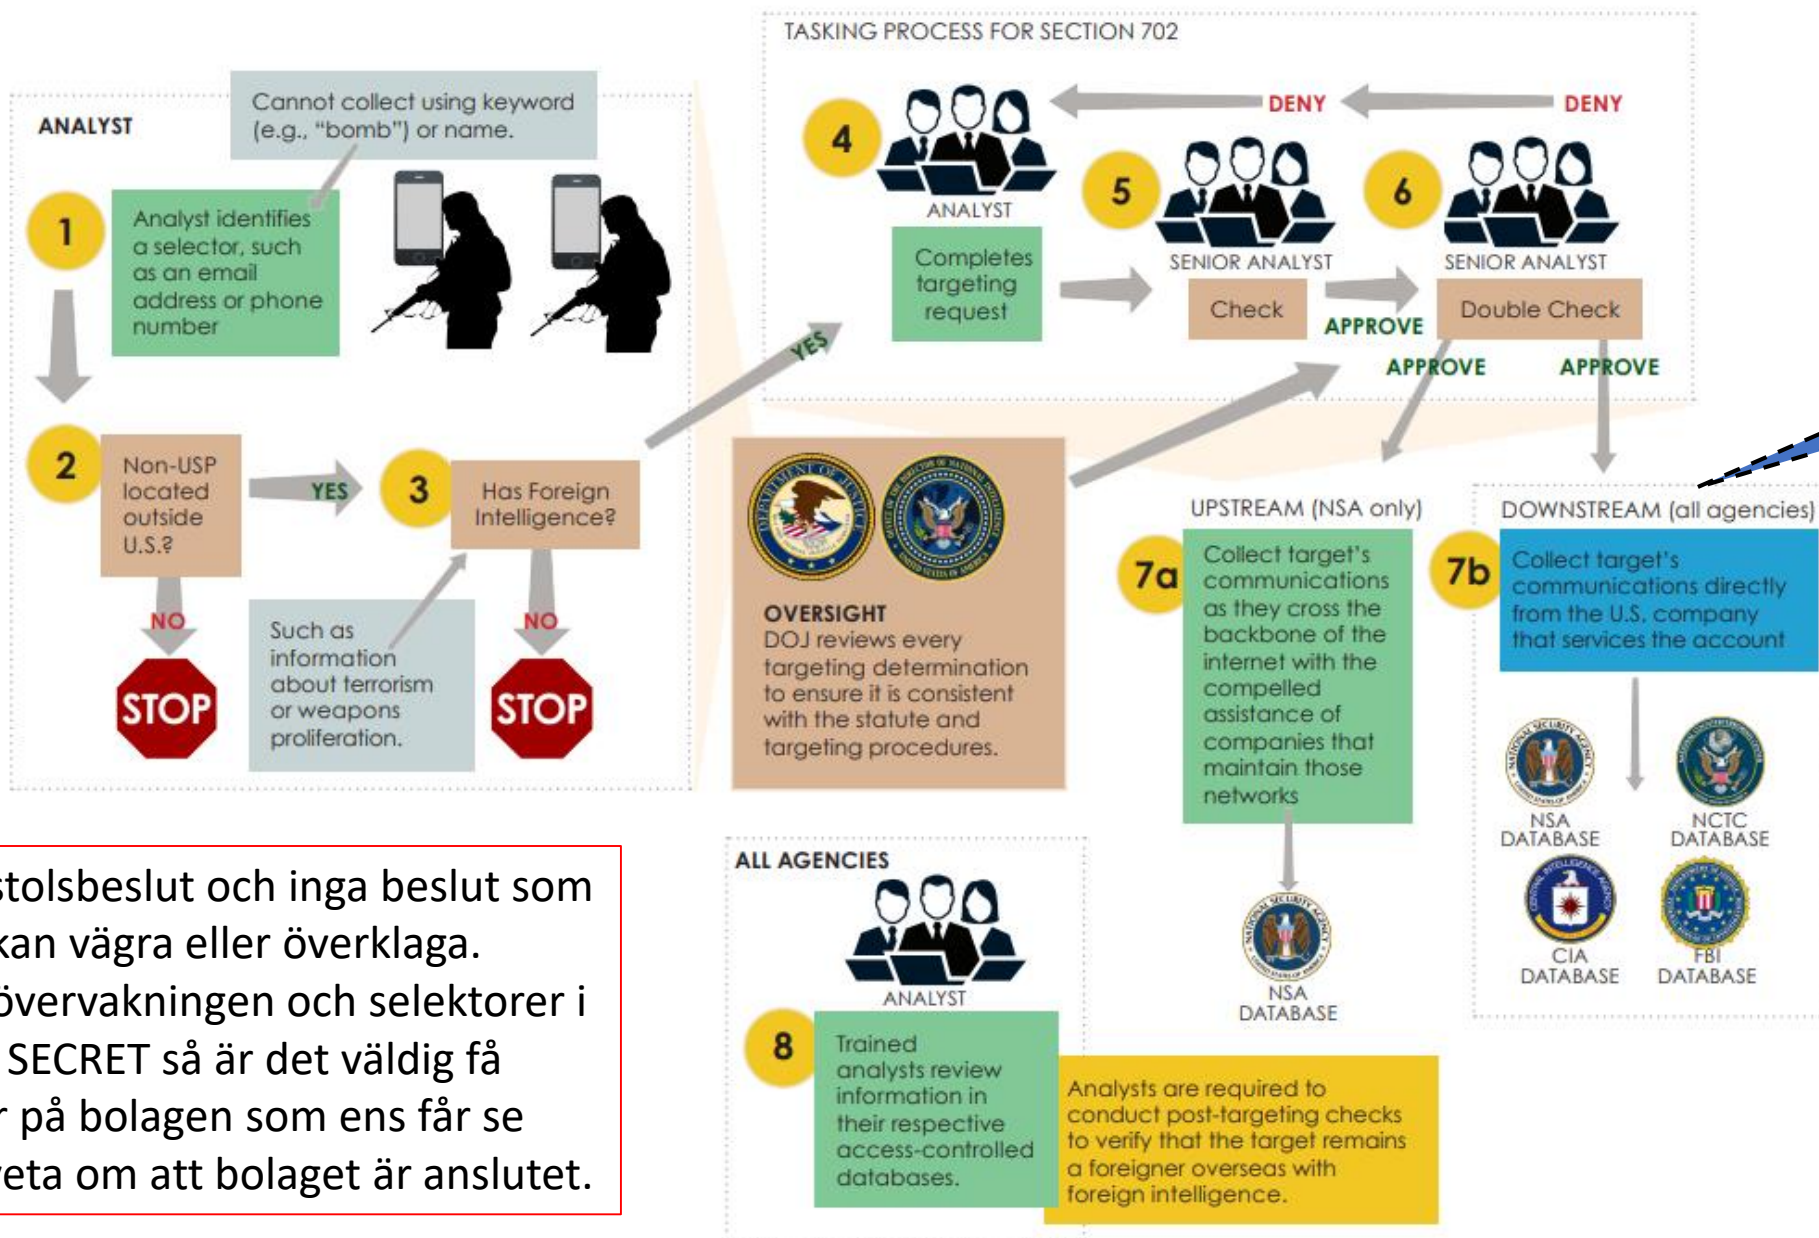 TASKING PROCESS FOR SECTION 702
ANALYST
Cannot collect using keyword
(e.g., “bomb”) or name.
1
Analyst identifies
a selector, such
as an email
address or phone
number
2
Non-USP
located
outside
U.S.?
YES
NO
STOP
3
Has Foreign
Intelligence?
NO
STOP
Such as
information
about terrorism
or weapons
proliferation.
YES
4
ANALYST
Completes
targeting
request
DENY
DENY
5
SENIOR ANALYST
Check
APPROVE
6
SENIOR ANALYST
Double Check
APPROVE
APPROVE
OVERSIGHT
DOJ reviews every
targeting determination
to ensure it is consistent
with the statute and
targeting procedures.
UPSTREAM (NSA only)
7a
Collect target's
communications
as they cross the
backbone of the
internet with the
compelled
assistance of
companies that
maintain those
networks
NSA
DATABASE
DOWNSTREAM (all agencies)
7b
Collect target's
communications directly
from the U.S. company
that services the account
NSA
DATABASE
NCTC
DATABASE
CIA
DATABASE
FBI
DATABASE
stolsbeslut och inga beslut som
kan vägra eller överklaga.
övervakningen och selektorer i
SECRET så är det väldig få
r på bolagen som ens får se
veta om att bolaget är anslutet.
ALL AGENCIES
ANALYST
8
Trained
analysts review
information in
their respective
access-controlled
databases.
Analysts are required to
conduct post-targeting checks
to verify that the target remains
a foreigner overseas with
foreign intelligence.